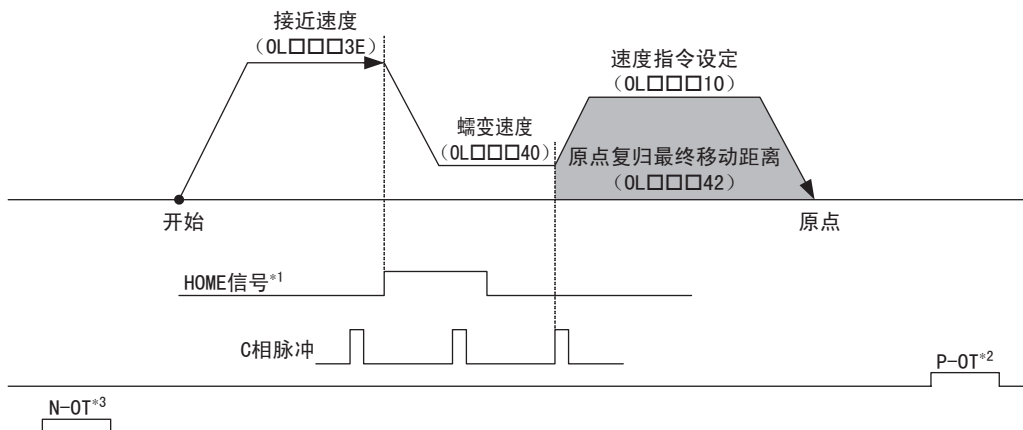 接近速度
（OL□□□3E）
速度指令设定
（OL□□□10）
蠕变速度
（OL□□□40）
原点复归最终移动距离
（OL□□□42）
开始
原点
HOME信号*1
C相脉冲
P-OT*2
N-OT*3